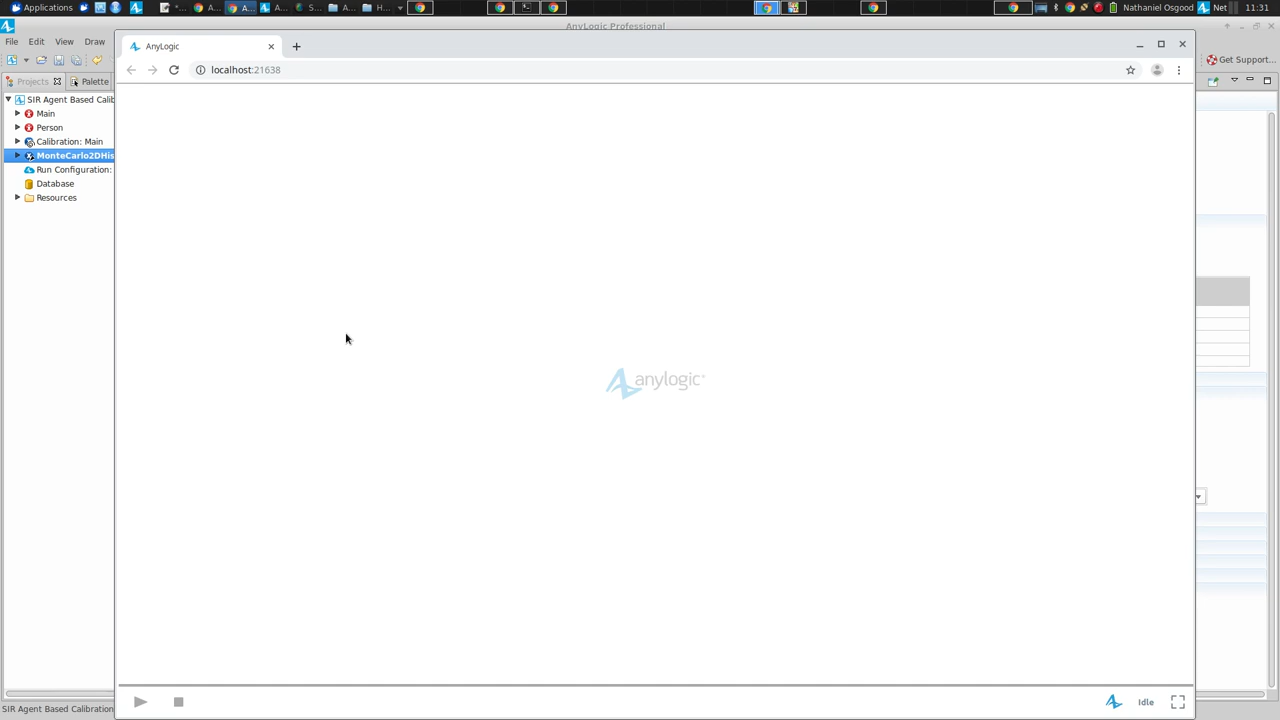 Applications
A...
A...
A...
S...
A...
H...
Nathaniel Osgood
Net
11:31
AnyLogic Professional
File Edit View Draw
Get Support...
Projects
Palette
SIR Agent Based Calib
Main
Person
Calibration: Main
MonteCarlo2DHis
Run Configuration:
Database
Resources
SIR Agent Based Calibration
AnyLogic
localhost:21638
anylogic
Idle